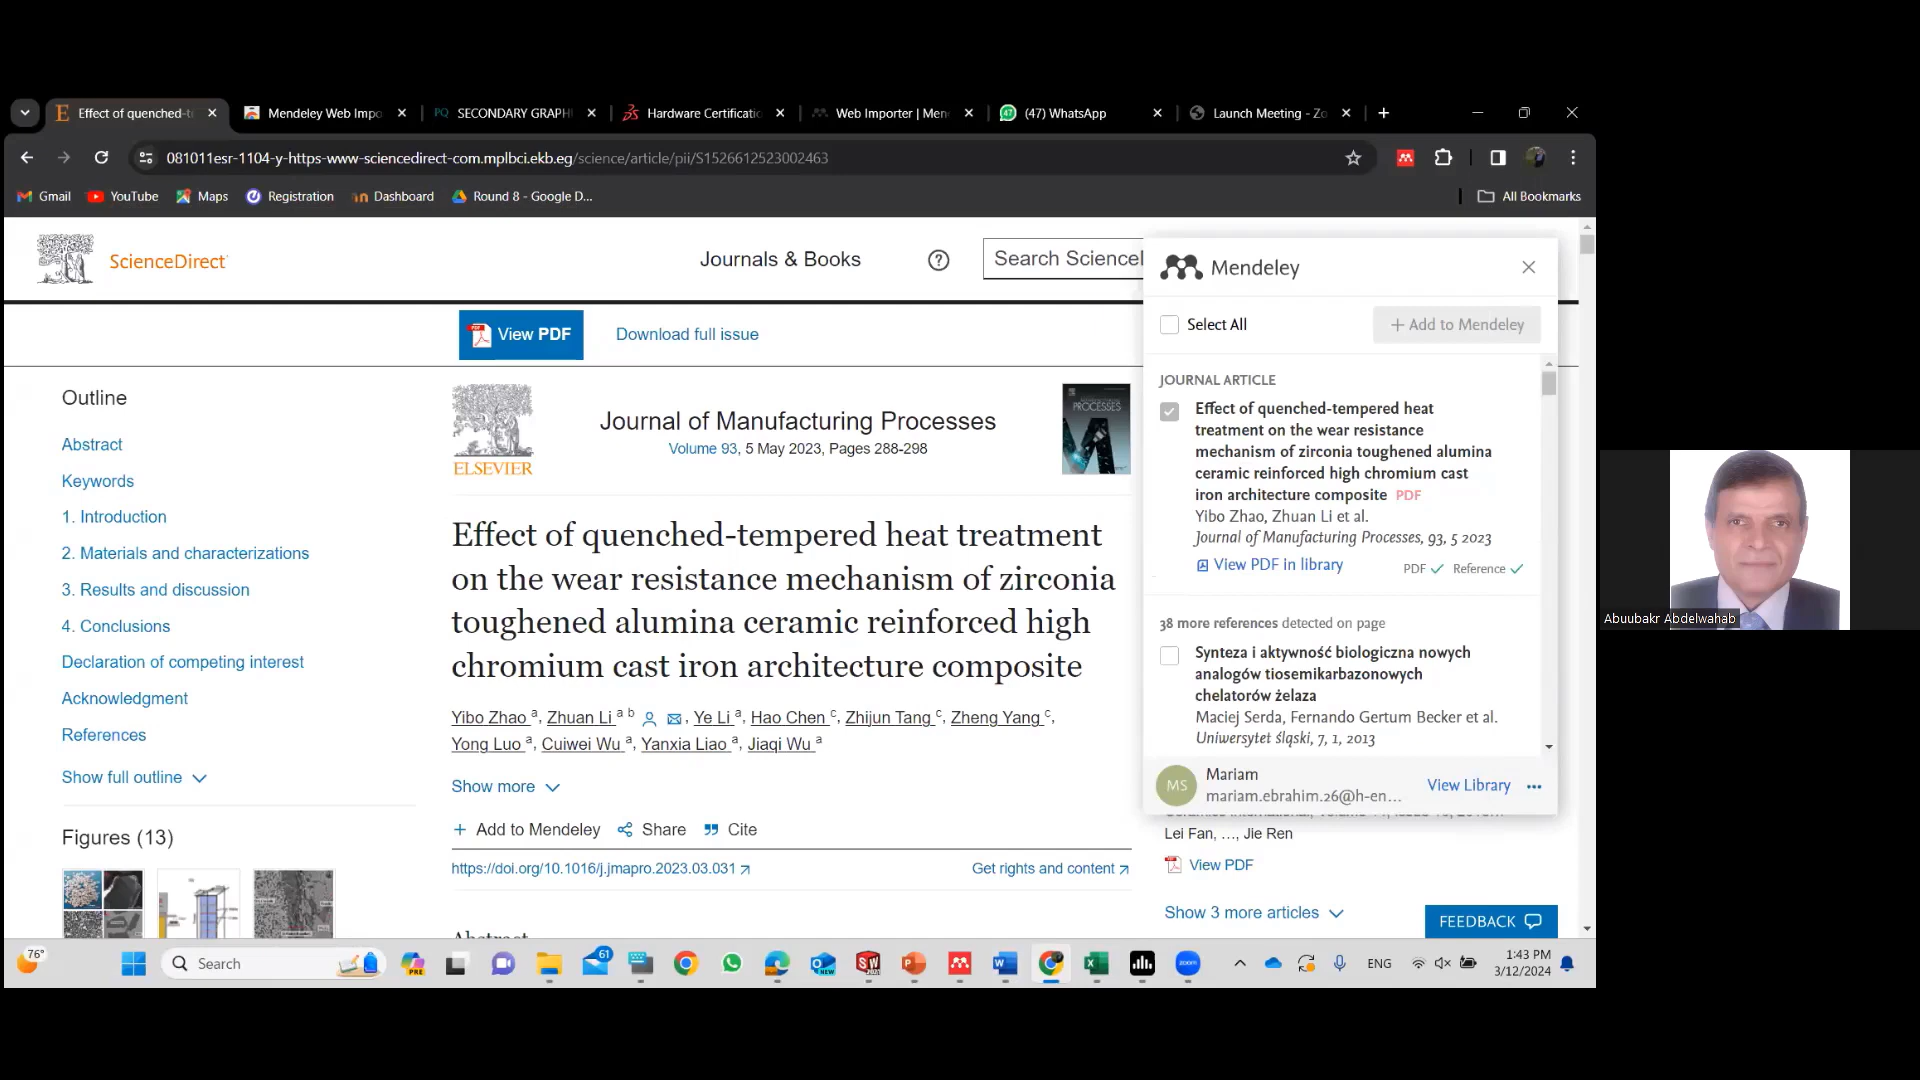 Effect of quenched-te
Mendeley Web Impo
PQ SECONDARY GRAPHI
Hardware Certificatio
Web Importer | Men
(47) WhatsApp
Launch Meeting - Zo
081011esr-1104-y-https-www-sciencedirect-com.mplbci.ekb.eg/science/article/pii/S1526612523002463
Gmail
YouTube
Maps
Registration
Dashboard
Round 8 - Google D...
All Bookmarks
ScienceDirect
Journals & Books
Search Science
View PDF
Download full issue
Outline
Abstract
Keywords
1. Introduction
2. Materials and characterizations
3. Results and discussion
4. Conclusions
Declaration of competing interest
Acknowledgment
References
Show full outline
Figures (13)
ELSEVIER
Journal of Manufacturing Processes
Volume 93, 5 May 2023, Pages 288-298
PROCESSES
Effect of quenched-tempered heat treatment
on the wear resistance mechanism of zirconia
toughened alumina ceramic reinforced high
chromium cast iron architecture composite
Yibo Zhao a, Zhuan Li a b, Ye Li a, Hao Chen c, Zhijun Tang c, Zheng Yang c,
Yong Luo a, Cuiwei Wu a, Yanxia Liao a, Jiaqi Wu a
Show more
+ Add to Mendeley Share Cite
https://doi.org/10.1016/j.jmapro.2023.03.031
Get rights and content
Abstract
Mendeley
Select All
+ Add to Mendeley
JOURNAL ARTICLE
Effect of quenched-tempered heat
treatment on the wear resistance
mechanism of zirconia toughened alumina
ceramic reinforced high chromium cast
iron architecture composite PDF
Yibo Zhao, Zhuan Li et al.
Journal of Manufacturing Processes, 93, 5 2023
View PDF in library
PDF Reference
38 more references detected on page
Synteza i aktywność biologiczna nowych
analogów tiosemikarbazonowych
chelatorów żelaza
Maciej Serda, Fernando Gertum Becker et al.
Uniwersytet śląski, 7, 1, 2013
MS
Mariam
mariam.ebrahim.26@h-en...
View Library
Lei Fan, ..., Jie Ren
View PDF
Show 3 more articles
FEEDBACK
Abuubakr Abdelwahab
76°
Search
PRE
61
NEW
SW
2021
zoom
ENG
1:43 PM
3/12/2024